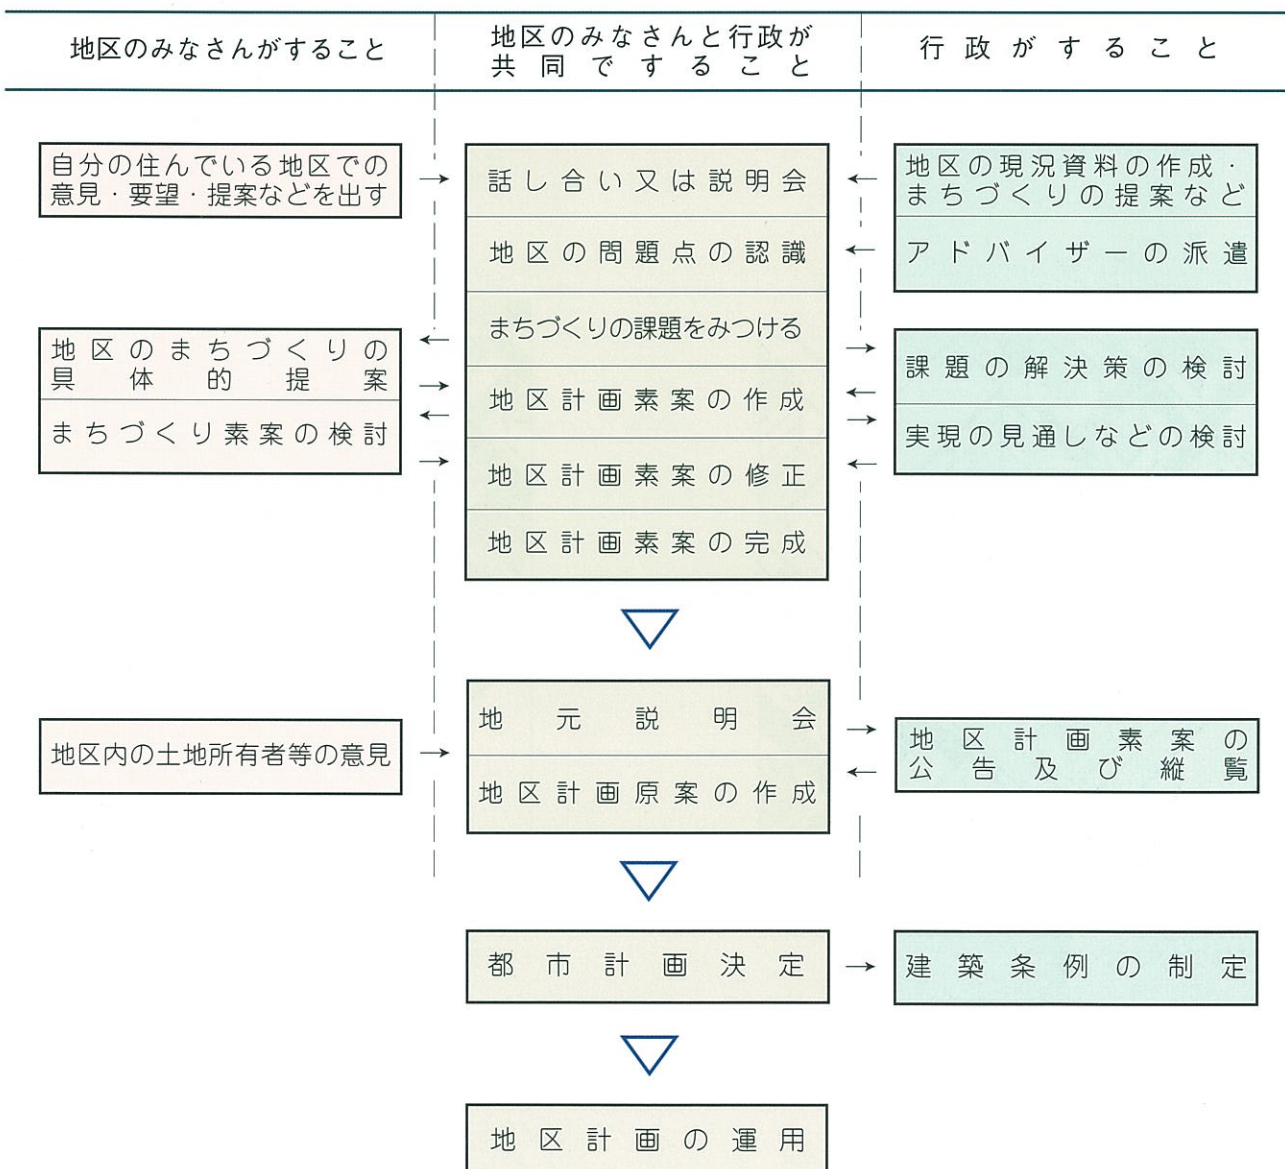 地区のみなさんがすること
地区のみなさんと行政が
共同ですること
行政がすること
自分の住んでいる地区での
意見・要望・提案などを出す
→
話し合い又は説明会
←
地区の現況資料の作成・
まちづくりの提案など
地区の問題点の認識
←
アドバイザーの派遣
まちづくりの課題をみつける
地区のまちづくりの
具体的提案
←
→
地区計画素案の作成
→
←
課題の解決策の検討
まちづくり素案の検討
←
→
地区計画素案の修正
→
←
実現の見通しなどの検討
地区計画素案の完成
地元説明会
地区内の土地所有者等の意見
→
→
←
地区計画素案の
公告及び縦覧
地区計画原案の作成
都市計画決定
→
建築条例の制定
地区計画の運用